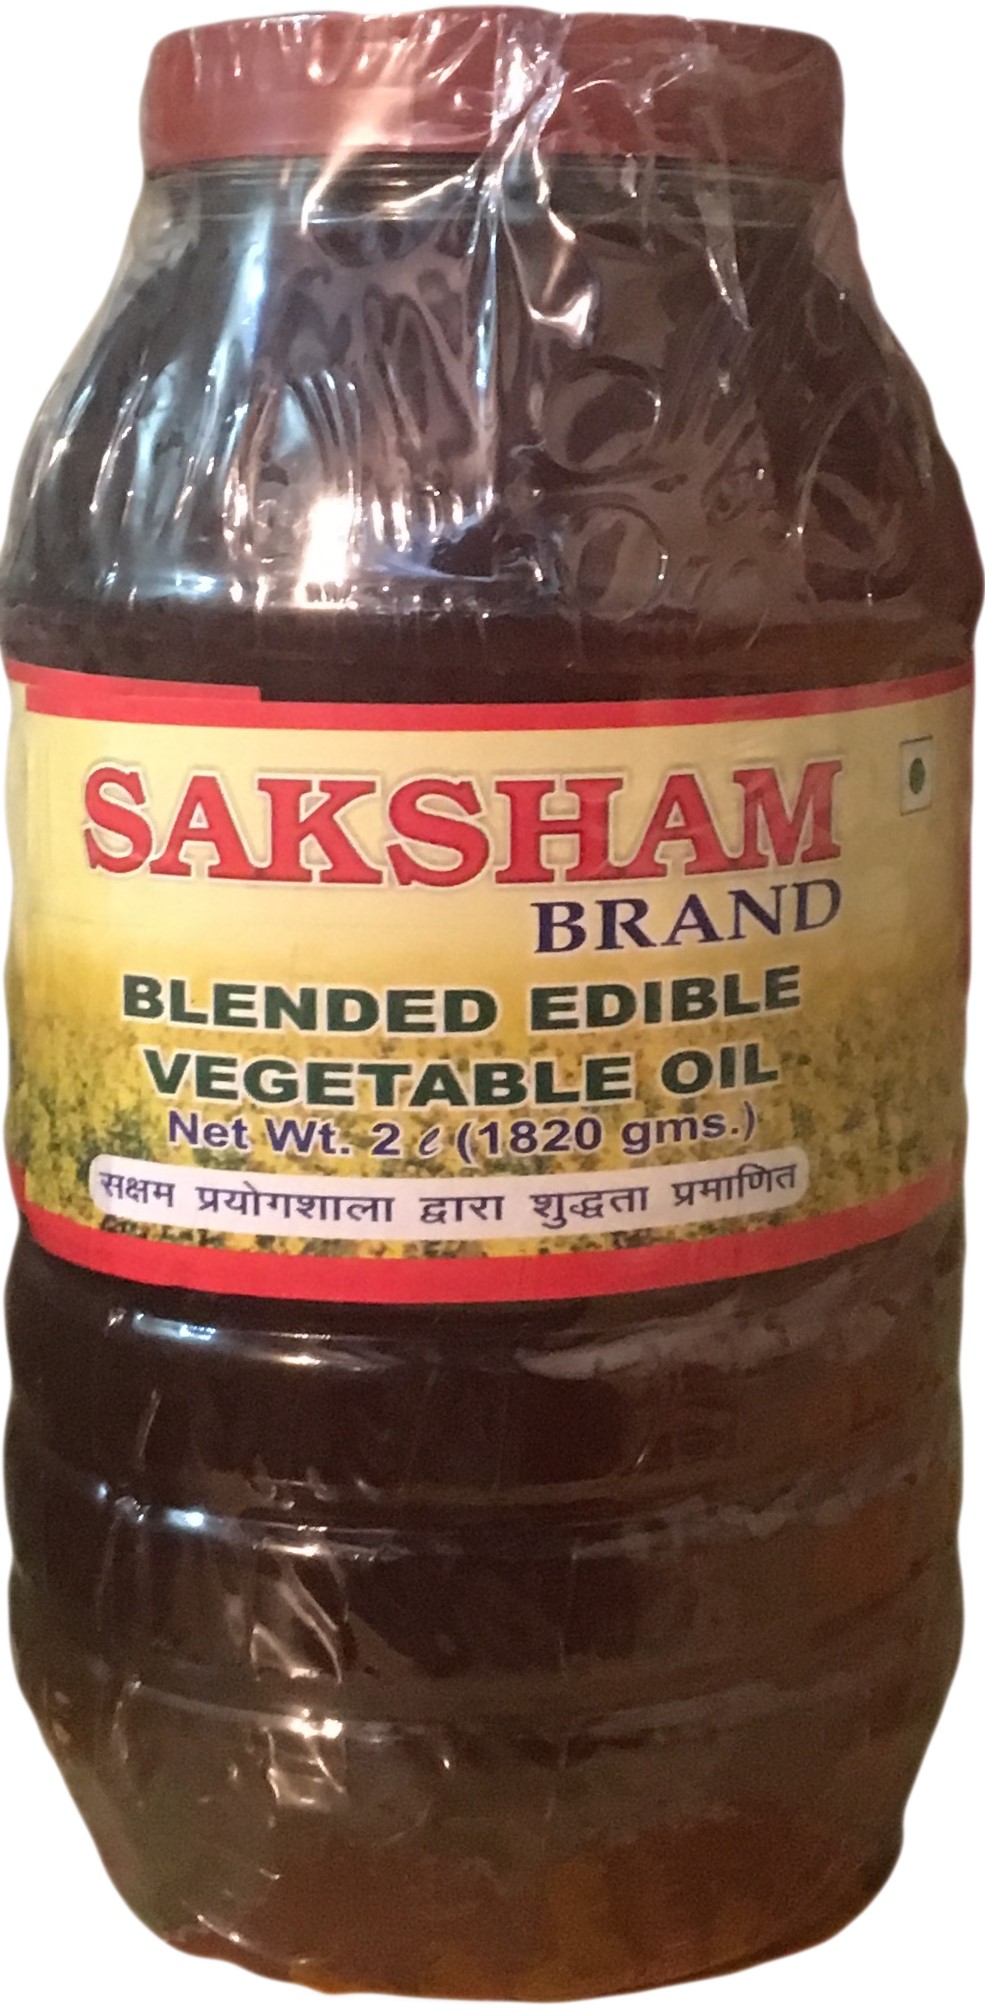 SAKSHAM
BRAND
BLENDED EDIBLE
VEGETABLE OIL
Net Wt. 2 ℓ (1820 gms.)
सक्षम प्रयोगशाला द्वारा शुद्धता प्रमाणित